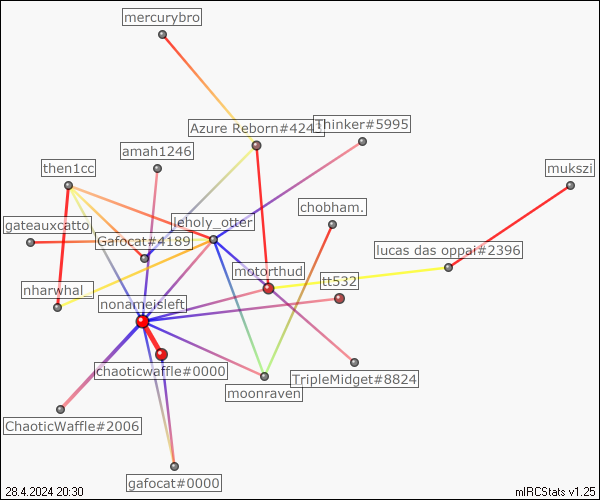 mercurybro
Azure Reborn#4243
Thinker#5995
amah1246
then1cc
mukszi
chobham.
gateauxcatto
leholy_otter
Gafocat#4189
lucas das oppai#2396
motorthud
tt532
nharwhal_
nonameisleft
chaoticwaffle#0000
TripleMidget#8824
moonraven
ChaoticWaffle#2006
gafocat#0000
28.4.2024 20:30
mIRCStats v1.25